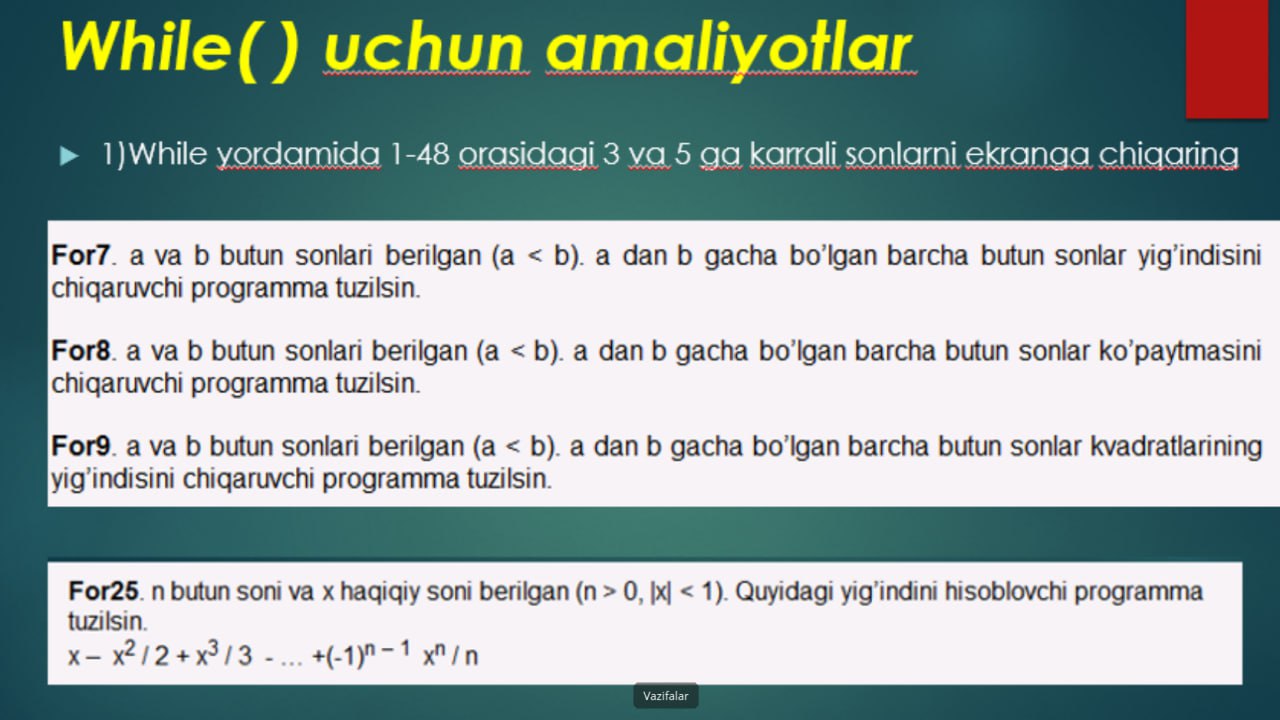 While( ) uchun amaliyotlar
1)While yordamida 1-48 orasidagi 3 va 5 ga karrali sonlarni ekranga chiqaring
For7. a va b butun sonlari berilgan (a < b). a dan b gacha bo’lgan barcha butun sonlar yig’indisini
chiqaruvchi programma tuzilsin.
For8. a va b butun sonlari berilgan (a < b). a dan b gacha bo’lgan barcha butun sonlar ko’paytmasini
chiqaruvchi programma tuzilsin.
For9. a va b butun sonlari berilgan (a < b). a dan b gacha bo’lgan barcha butun sonlar kvadratlarining
yig’indisini chiqaruvchi programma tuzilsin.
For25. n butun soni va x haqiqiy soni berilgan (n > 0, |x| < 1). Quyidagi yig’indini hisoblovchi programma
tuzilsin.
x – x² / 2 + x³ / 3 - … +(-1)ⁿ ⁻ ¹ xⁿ / n
Vazifalar